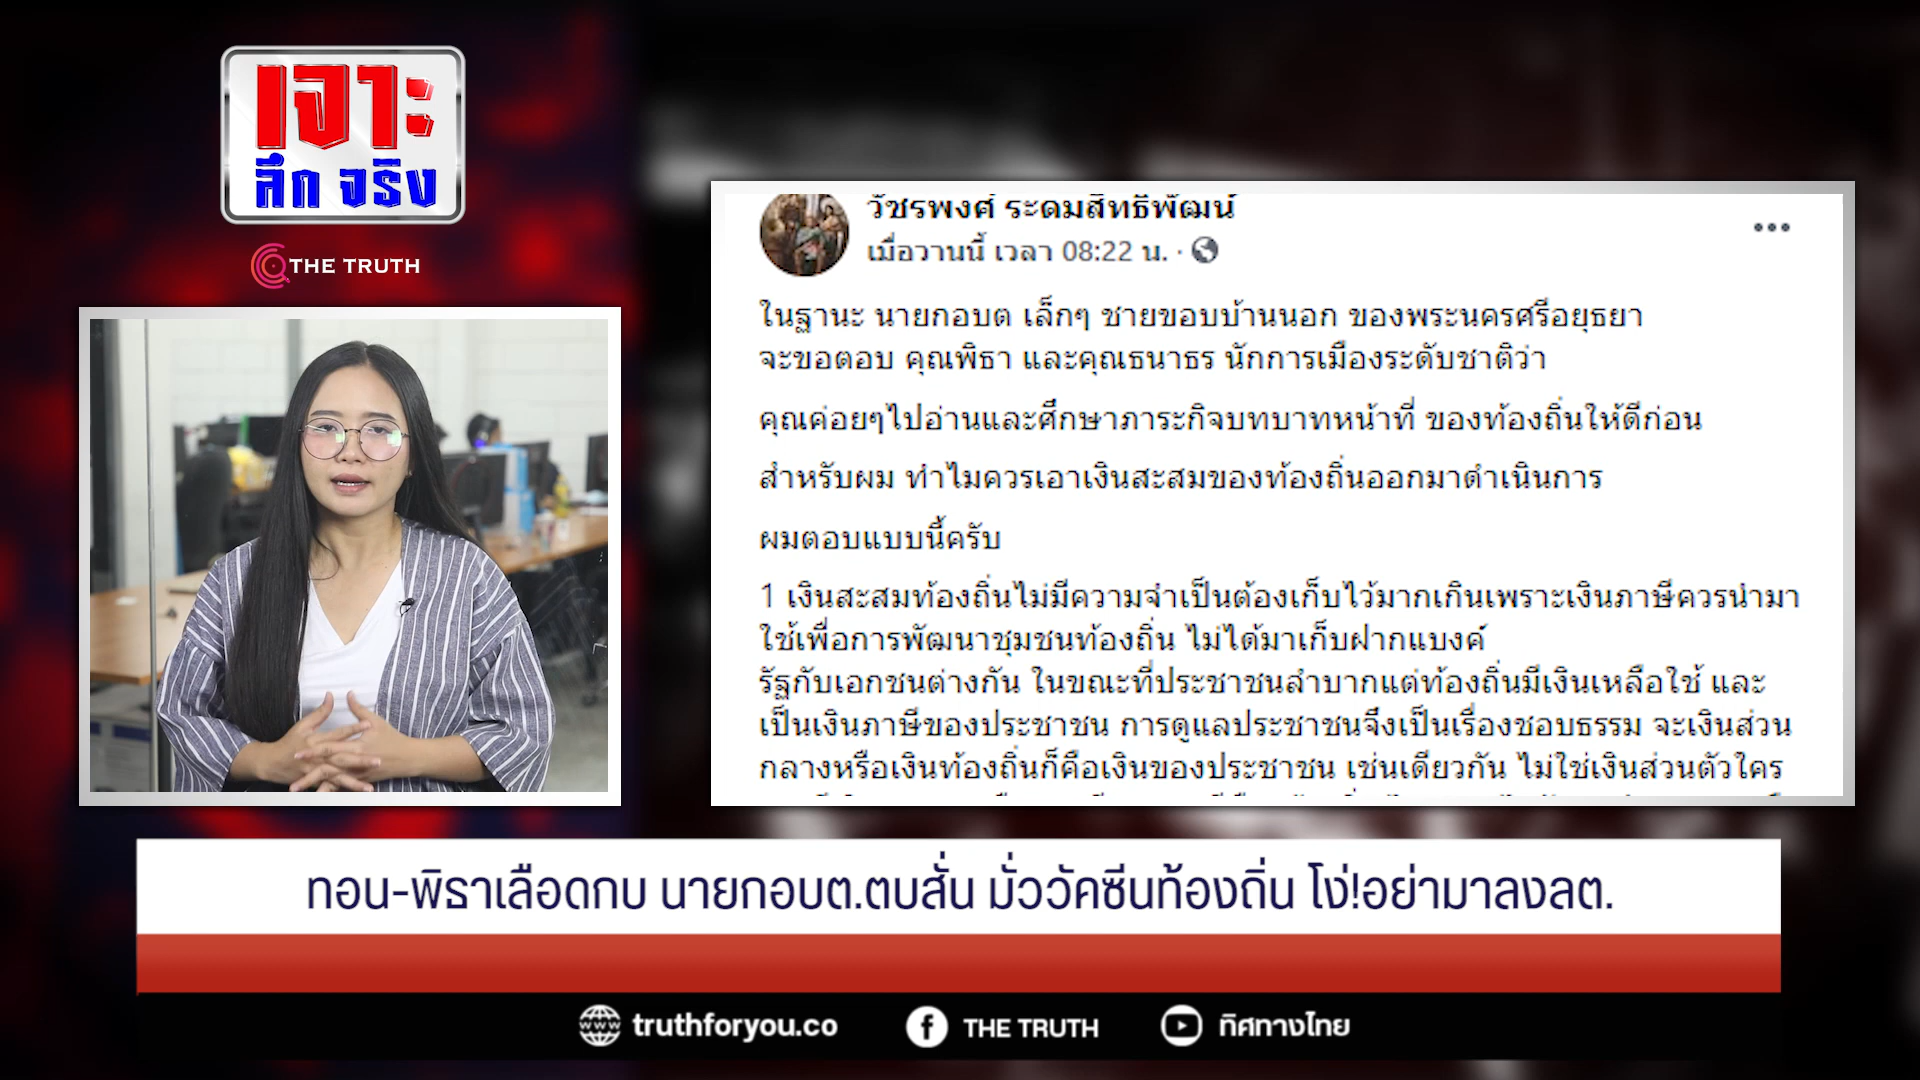 เจาะ
ลึก จริง
THE TRUTH
วัชรพงศ์ ระดมสิทธิพัฒน์
เมื่อวานนี้ เวลา 08:22 น. ·
ในฐานะ นายกอบต เล็กๆ ชายขอบบ้านนอก ของพระนครศรีอยุธยา
จะขอตอบ คุณพิธา และคุณธนาธร นักการเมืองระดับชาติว่า
คุณค่อยๆไปอ่านและศึกษาภาระกิจบทบาทหน้าที่ ของท้องถิ่นให้ดีก่อน
สำหรับผม ทำไมควรเอาเงินสะสมของท้องถิ่นออกมาดำเนินการ
ผมตอบแบบนี้ครับ
1 เงินสะสมท้องถิ่นไม่มีความจำเป็นต้องเก็บไว้มากเกินเพราะเงินภาษีควรนำมา
ใช้เพื่อการพัฒนาชุมชนท้องถิ่น ไม่ได้มาเก็บฝากแบงค์
รัฐกับเอกชนต่างกัน ในขณะที่ประชาชนลำบากแต่ท้องถิ่นมีเงินเหลือใช้ และ
เป็นเงินภาษีของประชาชน การดูแลประชาชนจึงเป็นเรื่องชอบธรรม จะเงินส่วน
กลางหรือเงินท้องถิ่นก็คือเงินของประชาชน เช่นเดียวกัน ไม่ใช่เงินส่วนตัวใคร
ทอน-พิธาเลือดกบ นายกอบต.ตบสั่น มั่ววัคซีนท้องถิ่น โง่!อย่ามาลงลต.
www truthforyou.co
THE TRUTH
ทิศทางไทย